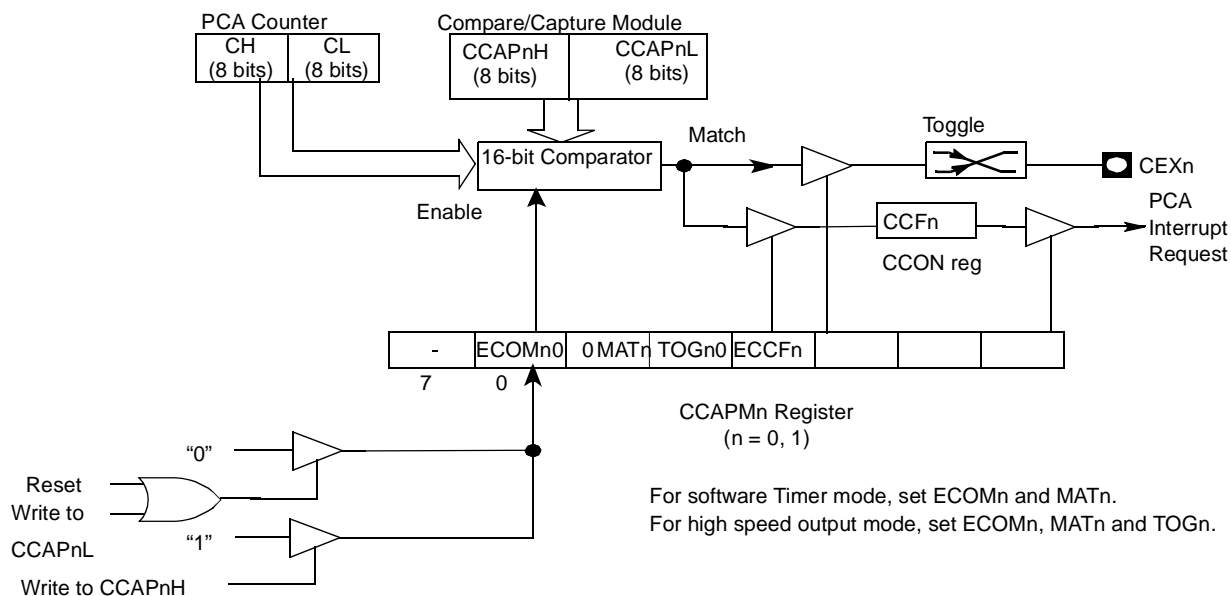 PCA Counter
Compare/Capture Module
CH
(8 bits)
CL
(8 bits)
CCAPnH
(8 bits)
CCAPnL
(8 bits)
16-bit Comparator
Match
Toggle
CEXn
Enable
CCFn
CCON reg
PCA
Interrupt
Request
- ECOMn0 0 MATn TOGn0 ECCFn
7 0
CCAPMn Register
(n = 0, 1)
“0”
Reset
Write to
CCAPnL
“1”
Write to CCAPnH
For software Timer mode, set ECOMn and MATn.
For high speed output mode, set ECOMn, MATn and TOGn.